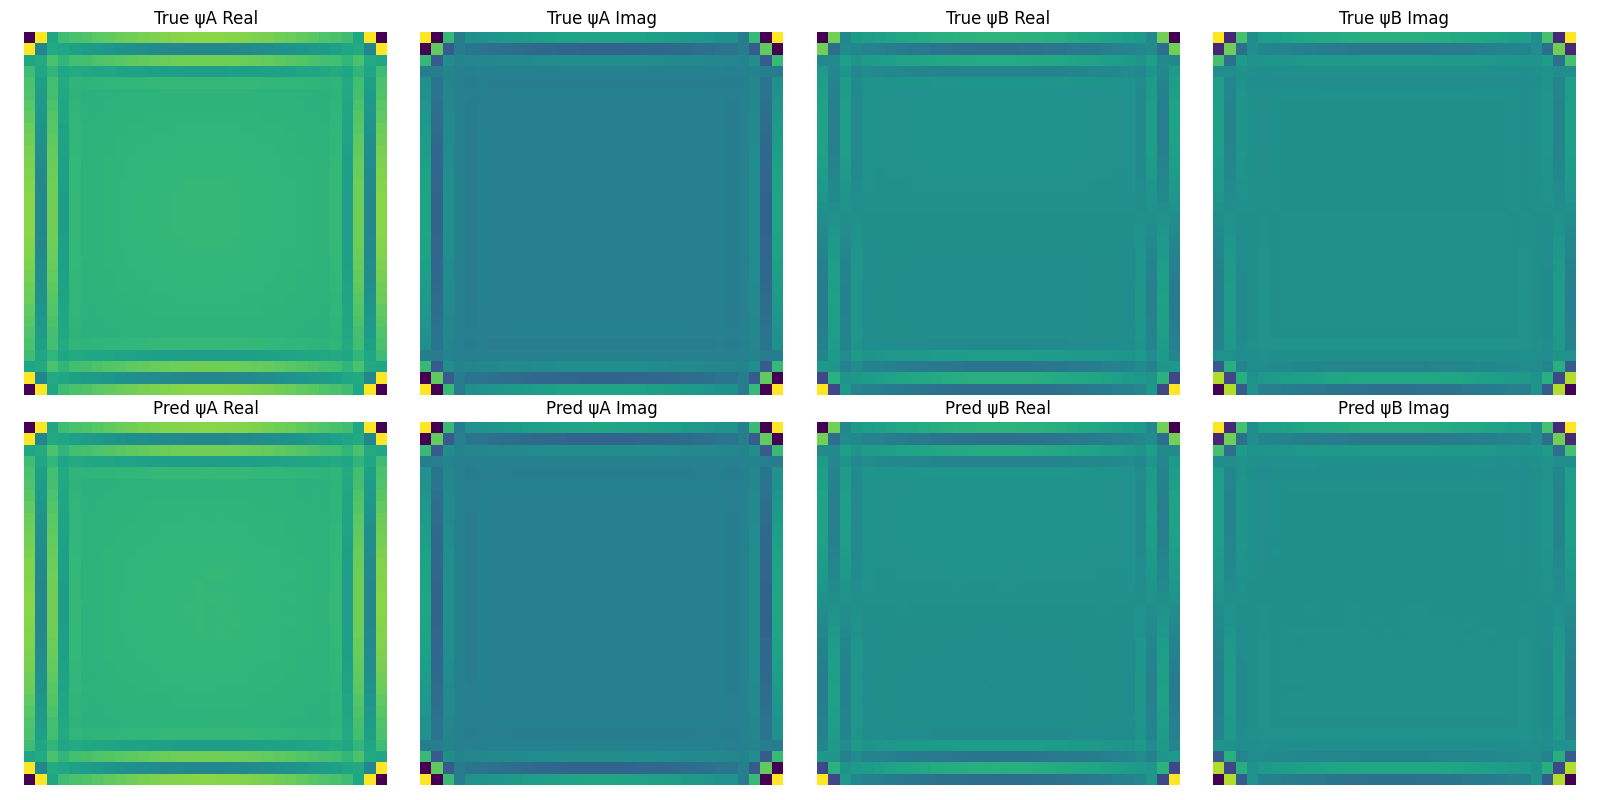 True ψA Real
True ψA Imag
True ψB Real
True ψB Imag
Pred ψA Real
Pred ψA Imag
Pred ψB Real
Pred ψB Imag